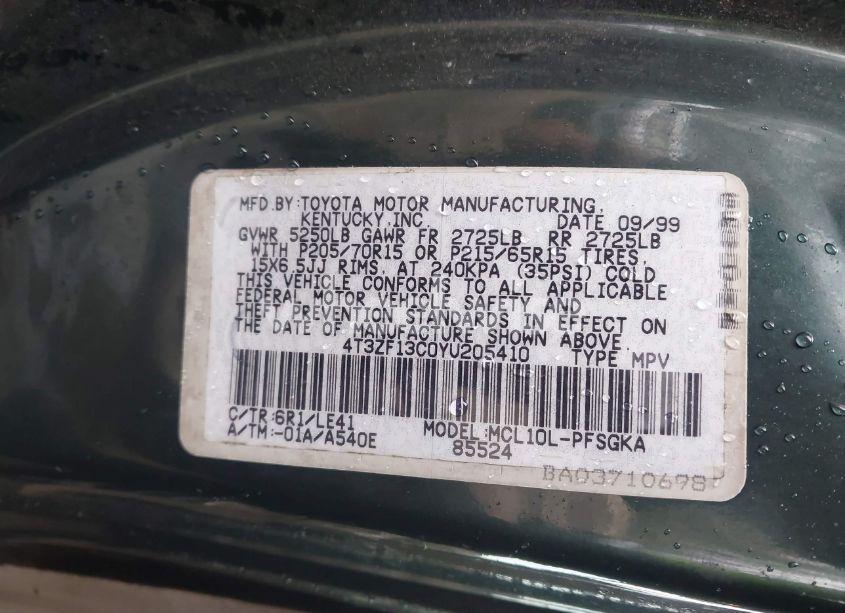 MFD.BY:TOYOTA MOTOR MANUFACTURING,
KENTUCKY,INC. DATE 09/99
GVWR 5250LB GAWR FR 2725LB RR 2725LB
WITH P205/70R15 OR P215/65R15 TIRES,
15X6.5JJ RIMS, AT 240KPA (35PSI) COLD
THIS VEHICLE CONFORMS TO ALL APPLICABLE
FEDERAL MOTOR VEHICLE SAFETY AND
THEFT PREVENTION STANDARDS IN EFFECT ON
THE DATE OF MANUFACTURE SHOWN ABOVE.
4T3ZF13C0YU205410 TYPE MPV
C/TR:6R1/LE41 MODEL:MCL10L-PFSGKA
A/TM:-01A/A540E 85524
BA03710698